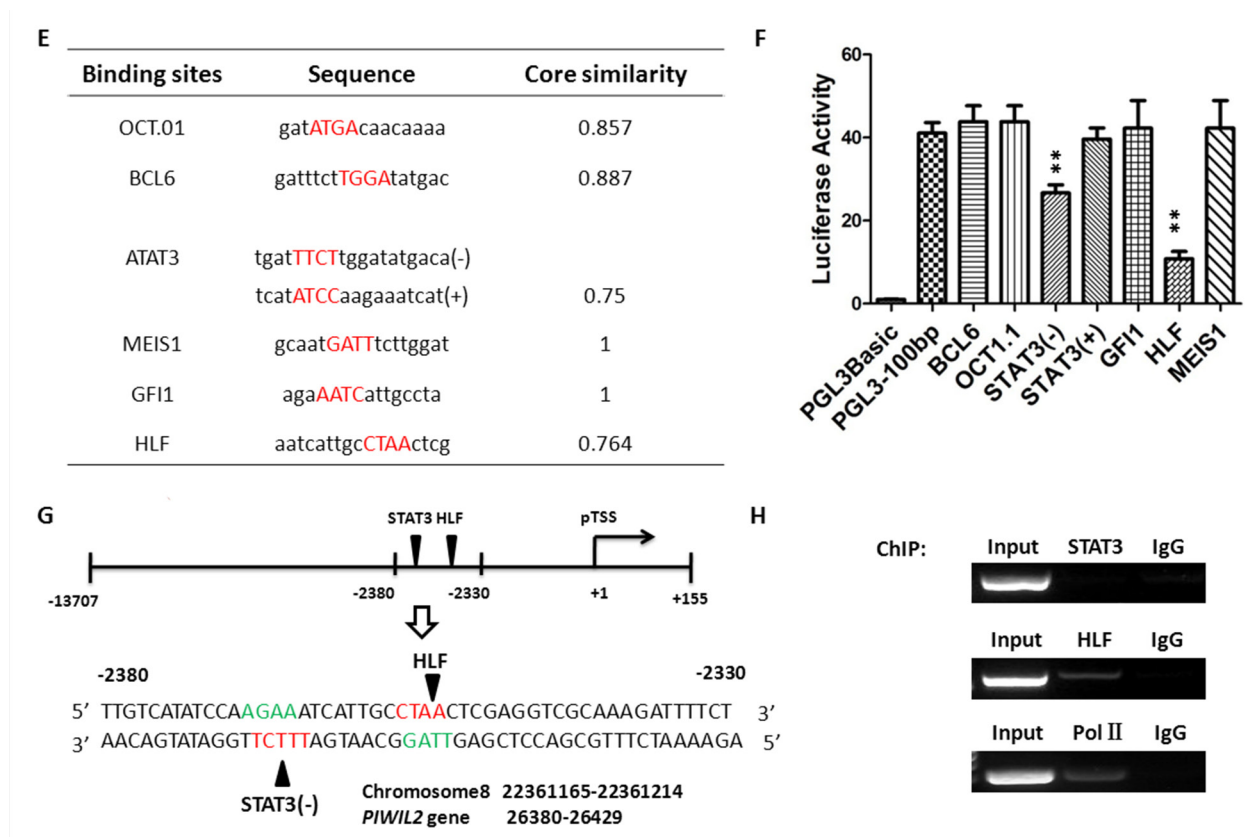 E
Binding sites Sequence Core similarity
OCT.01 gatATGAcaacaaaa 0.857
BCL6 gatttctTGGAtatgac 0.887
ATAT3 tgatTTCTtggatatgaca(-)
tcatATCCaagaaatcat(+) 0.75
MEIS1 gcaatGATTtcttggat 1
GFI1 agaAATCattgccta 1
HLF aatcattgcCTAActcg 0.764
F
Luciferase Activity
60
40
20
0
** **
PGL3Basic PGL3-100bp BCL6 OCT1.1 STAT3(-) STAT3(+) GFI1 HLF MEIS1
G
STAT3 HLF pTSS
-13707 -2380 -2330 +1 +155
HLF
-2380 -2330
5′ TTGTCATATCCAAGAAATCATTGCCTAACTCGAGGTCGCAAAGATTTTCT 3′
3′ AACAGTATAGGTTCTTTAGTAACGGATTGAGCTCCAGCGTTTCTAAAAGA 5′
STAT3(-)
Chromosome8 22361165-22361214
PIWIL2 gene 26380-26429
H
ChIP: Input STAT3 IgG
Input HLF IgG
Input Pol II IgG